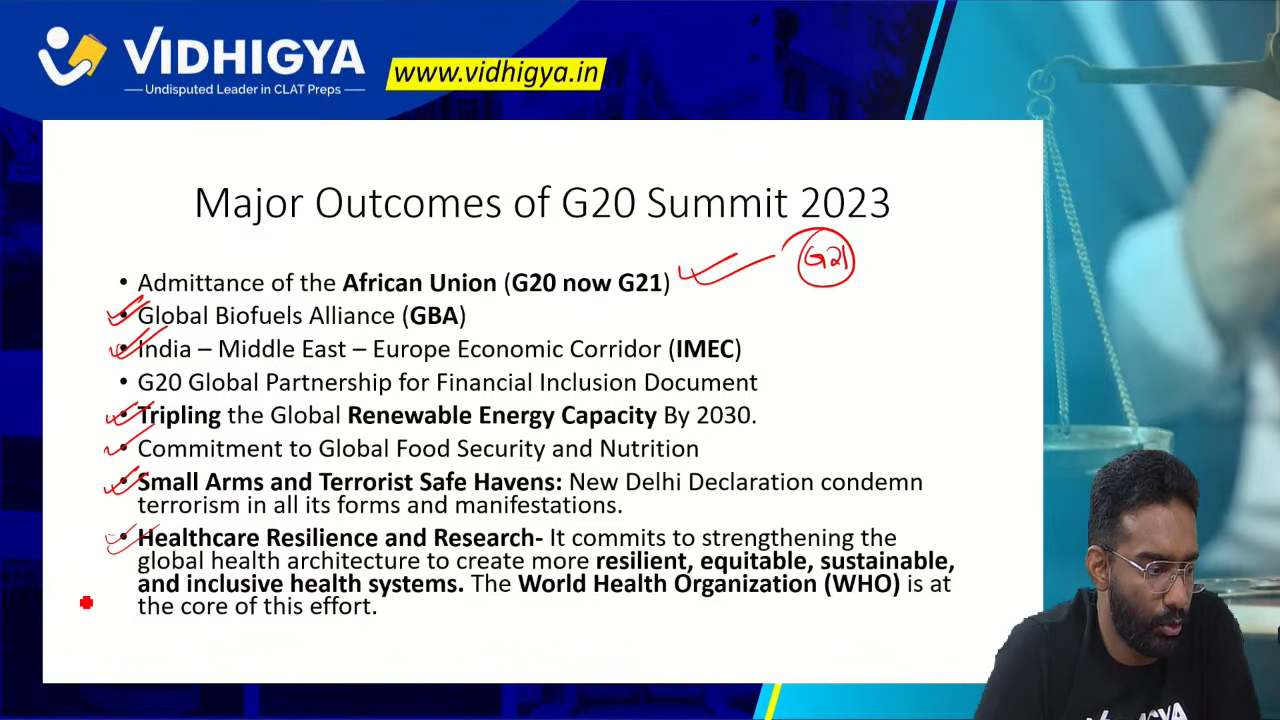 VIDHIGYA
Undisputed Leader in CLAT Preps
www.vidhigya.in
Major Outcomes of G20 Summit 2023
G21
• Admittance of the African Union (G20 now G21)
• Global Biofuels Alliance (GBA)
• India – Middle East – Europe Economic Corridor (IMEC)
• G20 Global Partnership for Financial Inclusion Document
• Tripling the Global Renewable Energy Capacity By 2030.
• Commitment to Global Food Security and Nutrition
• Small Arms and Terrorist Safe Havens: New Delhi Declaration condemn
terrorism in all its forms and manifestations.
• Healthcare Resilience and Research- It commits to strengthening the
global health architecture to create more resilient, equitable, sustainable,
and inclusive health systems. The World Health Organization (WHO) is at
the core of this effort.